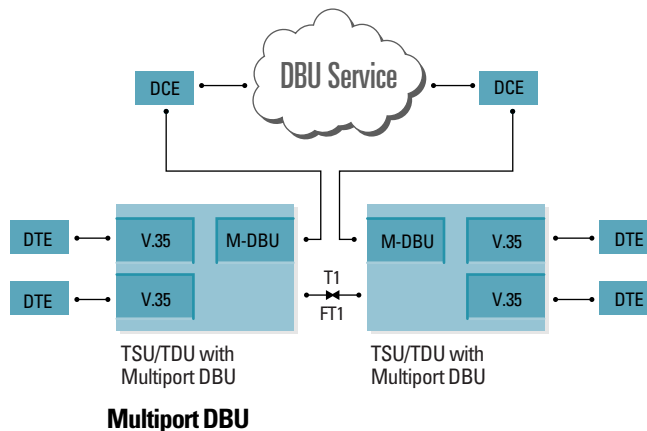 DBU Service
DCE
DCE
DTE
V.35
M-DBU
M-DBU
V.35
DTE
T1
DTE
V.35
V.35
DTE
FT1
TSU/TDU with
Multiport DBU
TSU/TDU with
Multiport DBU
Multiport DBU